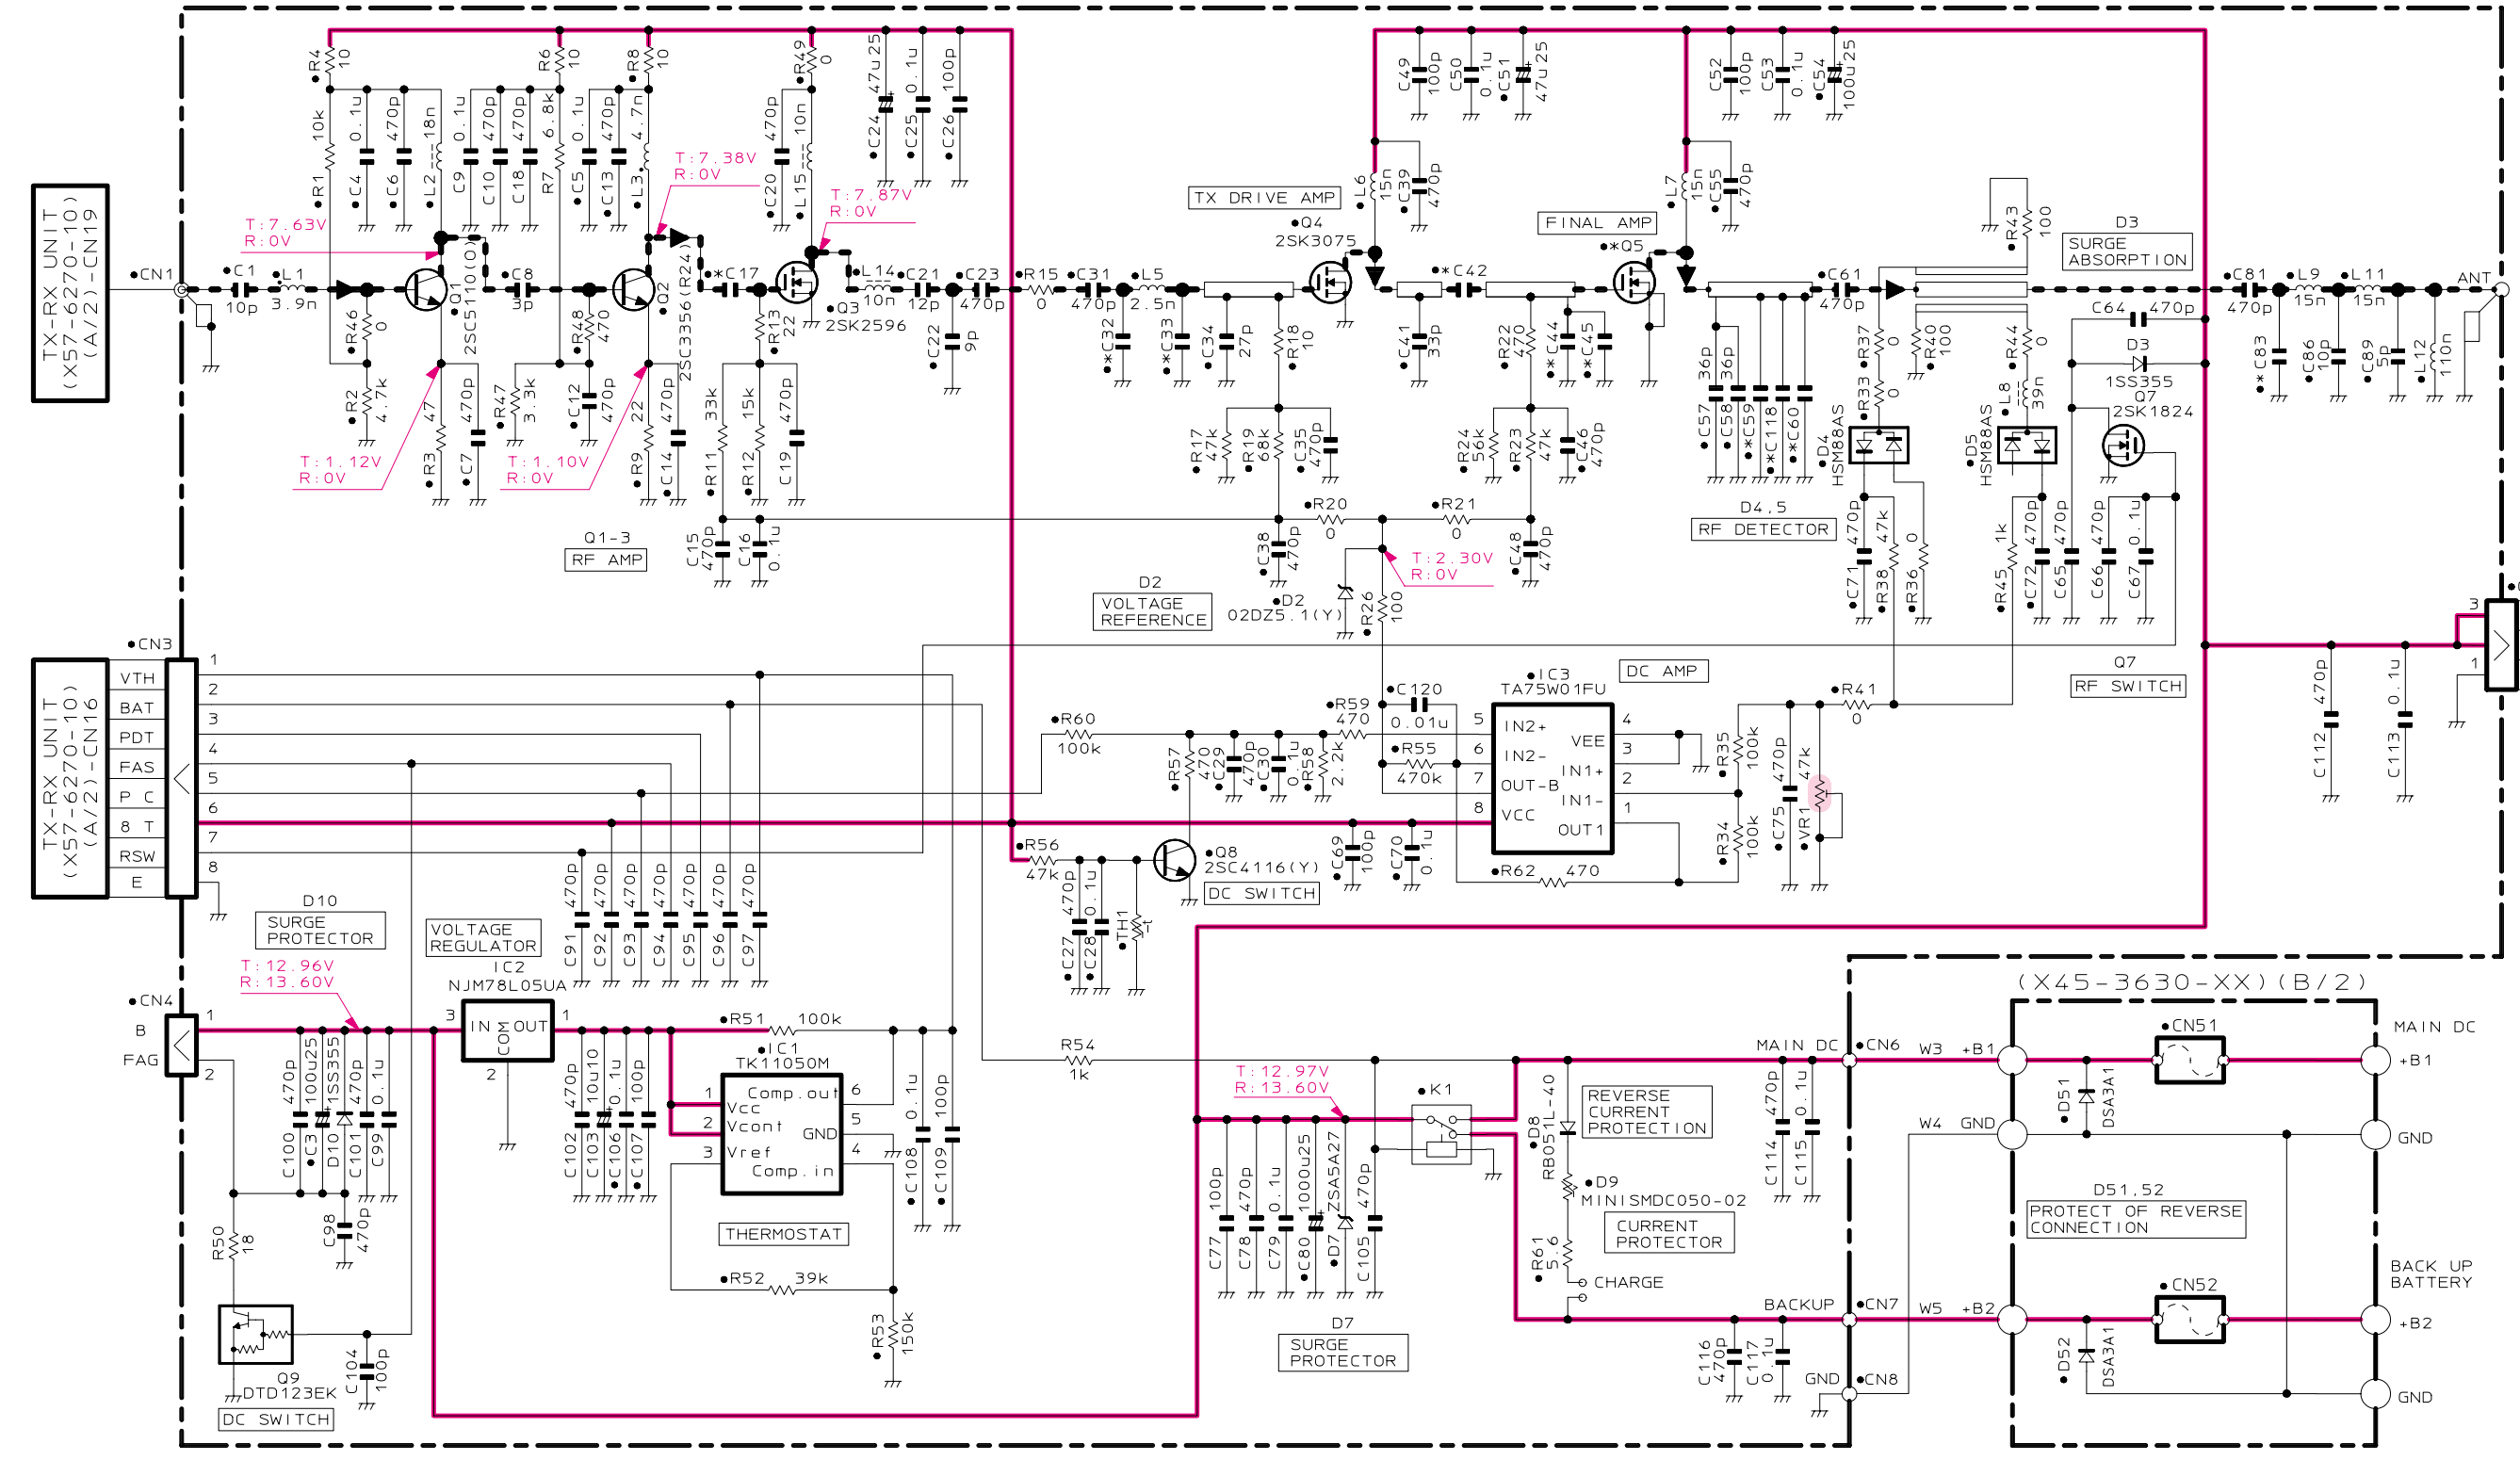 TX-RX UNIT
(X57-6270-10)
(A/2)-CN19
●CN1
●C1
10p
●L1
3.9n
●R4
10
●R1
10k
●C4
0.1u
●C6
470p
●L2
18n
C9
0.1u
C10
470p
C18
470p
R6
10
R7
6.8k
●C5
0.1u
●C13
470p
●R8
10
●L3
4.7n
T:7.63V
R:0V
T:7.38V
R:0V
●R49
0
C20
470p
●L15
10n
T:7.87V
R:0V
●C24
47u25
●C25
0.1u
●C26
100p
Q1
2SC5110(O)
●C8
3p
●Q2
2SC3356(R24)
●*C17
●Q3
2SK2596
●L14
10n
●C21
12p
●C23
470p
●C22
9p
●R15
0
●C31
470p
●L5
2.5n
●*C32
●*C33
●R46
0
●R2
4.7k
●R3
47
●C7
470p
T:1.12V
R:0V
●R48
470
●R47
3.3k
C12
470p
T:1.10V
R:0V
●R9
22
●C14
470p
●R13
22
●R11
33k
●R12
15k
C19
470p
C15
470p
C16
0.1u
Q1-3
RF AMP
TX DRIVE AMP
●Q4
2SK3075
●L6
15n
●C39
470p
C49
100p
C50
0.1u
●C51
47u25
FINAL AMP
●*Q5
●L7
15n
●C55
470p
C52
100p
C53
0.1u
●C54
100u25
●C34
27p
●R18
10
●R17
47k
●R19
68k
C35
470p
●C38
470p
●C41
33p
●*C42
R22
470
●*C44
●*C45
●R24
56k
●R23
47k
●C46
470p
●C48
470p
●R20
0
●R21
0
T:2.30V
R:0V
D2
VOLTAGE
REFERENCE
●D2
02DZ5.1(Y)
●R26
100
●C57
36p
●C58
36p
●*C59
●*C118
●*C60
D4,5
RF DETECTOR
●C61
470p
●R37
0
●R33
0
●R40
100
●R43
100
●R44
0
●L8
39n
●D4
HSM88AS
●D5
HSM88AS
●C71
470p
●R38
47k
●R36
0
●R45
1k
●C72
470p
C65
470p
C66
470p
C67
0.1u
D3
SURGE
ABSORPTION
C64
470p
D3
1SS355
Q7
2SK1824
●C81
470p
●L9
15n
●L11
15n
ANT
●*C83
●C86
10p
●C89
5p
●L12
110n
3
1
Q7
RF SWITCH
C112
470p
C113
0.1u
TX-RX UNIT
(X57-6270-10)
(A/2)-CN16
●CN3
VTH
BAT
PDT
FAS
P C
8 T
RSW
E
1
2
3
4
5
6
7
8
●R60
100k
●R57
470
C29
470p
C30
0.1u
●R58
2.2k
●R59
470
●C120
0.01u
●R55
470k
●IC3
TA75W01FU
DC AMP
5
6
7
8
IN2+
IN2-
OUT-B
VCC
VEE
IN1+
IN1-
OUT1
4
3
2
1
●R35
100k
●R34
100k
●C75
470p
●VR1
47k
●R41
0
●R62
470
●C69
100p
●C70
0.1u
●R56
47k
●Q8
2SC4116(Y)
DC SWITCH
●C27
470p
●C28
0.1u
●TH1
-t
D10
SURGE
PROTECTOR
VOLTAGE
REGULATOR
IC2
NJM78L05UA
3
IN
OUT
COM
1
2
C91
470p
C92
470p
C93
470p
C94
470p
C95
470p
C96
470p
C97
470p
T:12.96V
R:13.60V
●CN4
B
FAG
1
2
C100
470p
●C3
100u25
D10
1SS355
C101
470p
C99
0.1u
C98
470p
R50
18
Q9
DTD123EK
DC SWITCH
C104
100p
C102
470p
C103
10u10
●C106
0.1u
●C107
100p
●R51
100k
●IC1
TK11050M
1
2
3
Vcc
Vcont
Vref
Comp.out
GND
Comp.in
6
5
4
THERMOSTAT
●R52
39k
●R53
150k
●C108
0.1u
●C109
100p
R54
1k
T:12.97V
R:13.60V
●K1
C77
100p
C78
470p
C79
0.1u
●C80
1000u25
●D7
ZSA5A27
C105
470p
D7
SURGE
PROTECTOR
●D8
RB051L-40
REVERSE
CURRENT
PROTECTION
●D9
MINISMDC050-02
CURRENT
PROTECTOR
●R61
5.6
CHARGE
MAIN DC
●CN6
C114
470p
C115
0.1u
BACKUP
●CN7
C116
470p
C117
0.1u
GND
●CN8
(X45-3630-XX)(B/2)
W3
+B1
●CN51
MAIN DC
+B1
●D51
DSA3A1
W4
GND
GND
D51,52
PROTECT OF REVERSE
CONNECTION
W5
+B2
●CN52
BACK UP
BATTERY
+B2
●D52
DSA3A1
GND